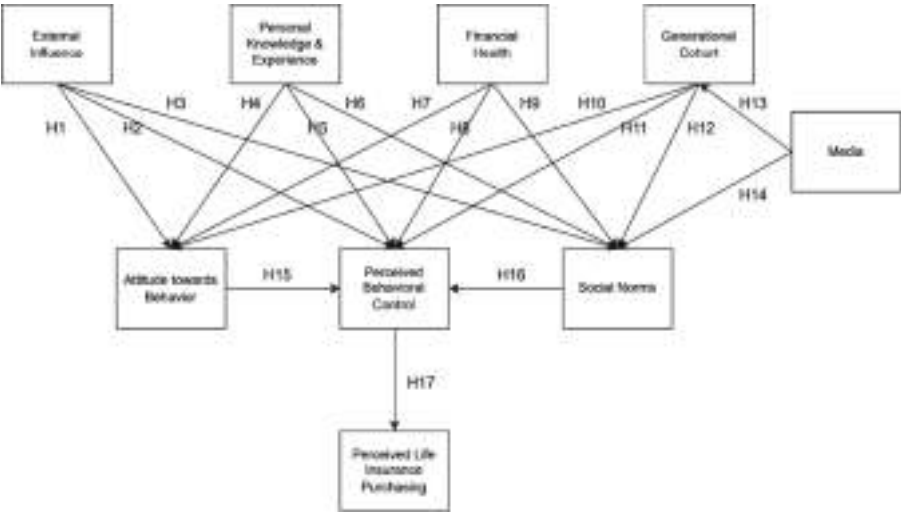 External
Influence
Personal
Knowledge &
Experience
Financial
Health
Generational
Cohort
H1
H2
H3
H4
H5
H6
H7
H8
H9
H10
H11
H12
H13
Media
H14
Attitude towards
Behavior
H15
Perceived
Behavioral
Control
H16
Social Norms
H17
Perceived Life
Insurance
Purchasing